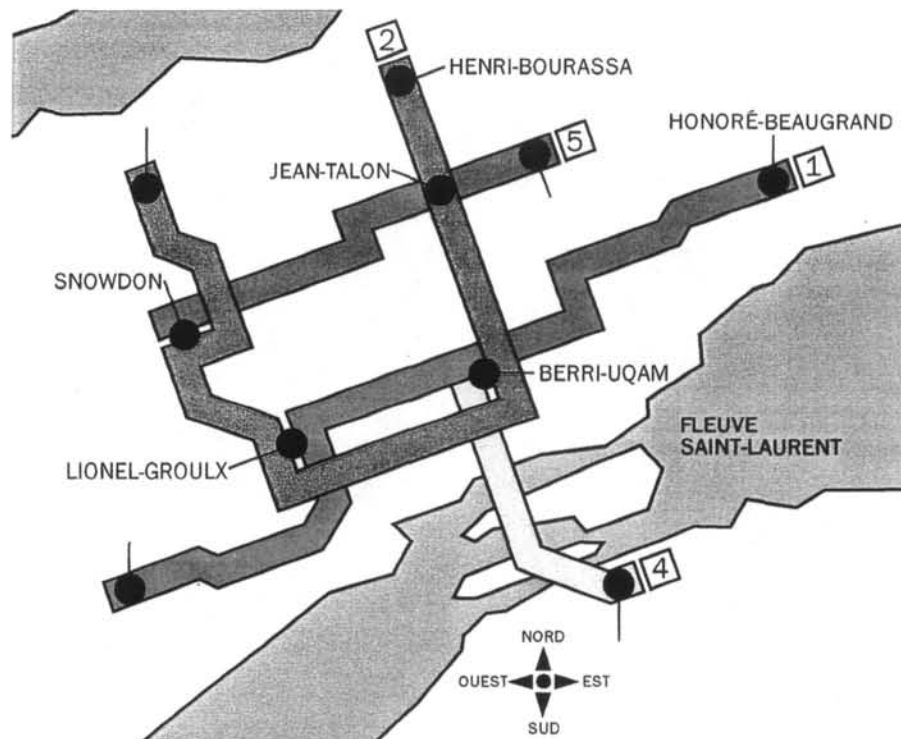 2
HENRI-BOURASSA
HONORÉ-BEAUGRAND
5
JEAN-TALON
1
SNOWDON
BERRI-UQAM
FLEUVE
SAINT-LAURENT
LIONEL-GROULX
4
NORD
OUEST
EST
SUD